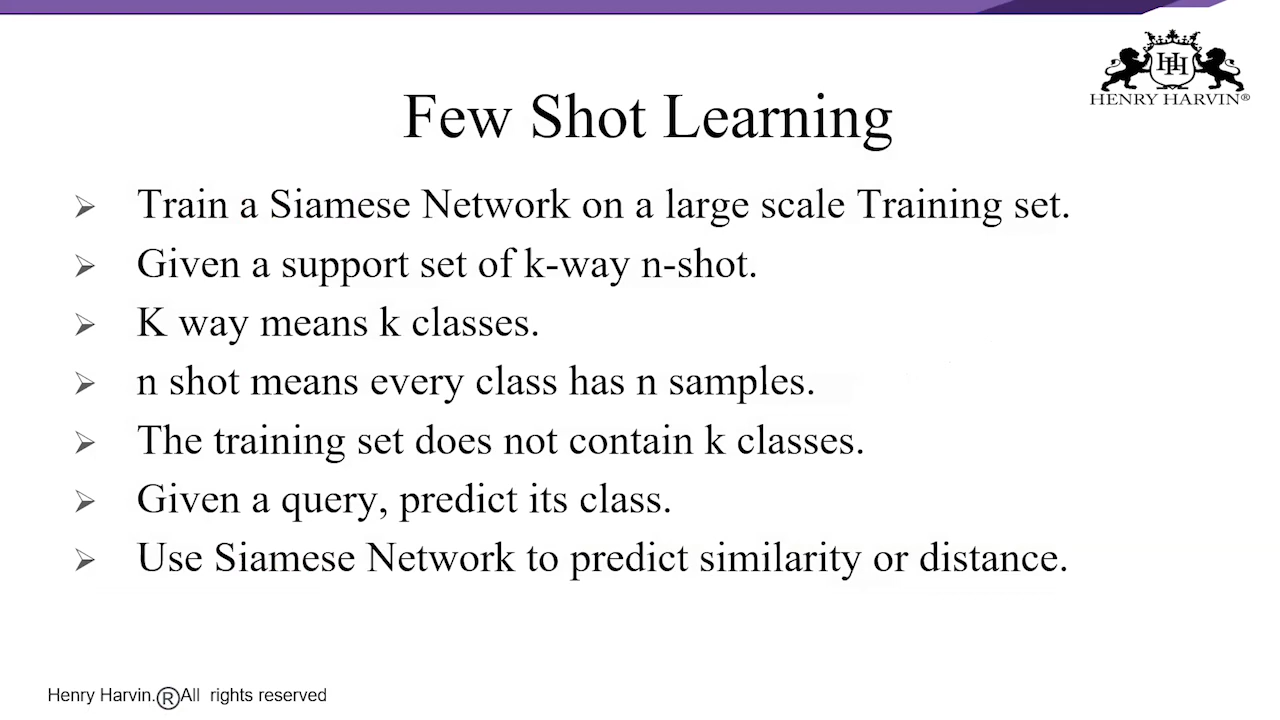 HH
HENRY HARVIN®
Few Shot Learning
➢ Train a Siamese Network on a large scale Training set.
➢ Given a support set of k-way n-shot.
➢ K way means k classes.
➢ n shot means every class has n samples.
➢ The training set does not contain k classes.
➢ Given a query, predict its class.
➢ Use Siamese Network to predict similarity or distance.
Henry Harvin.®All rights reserved